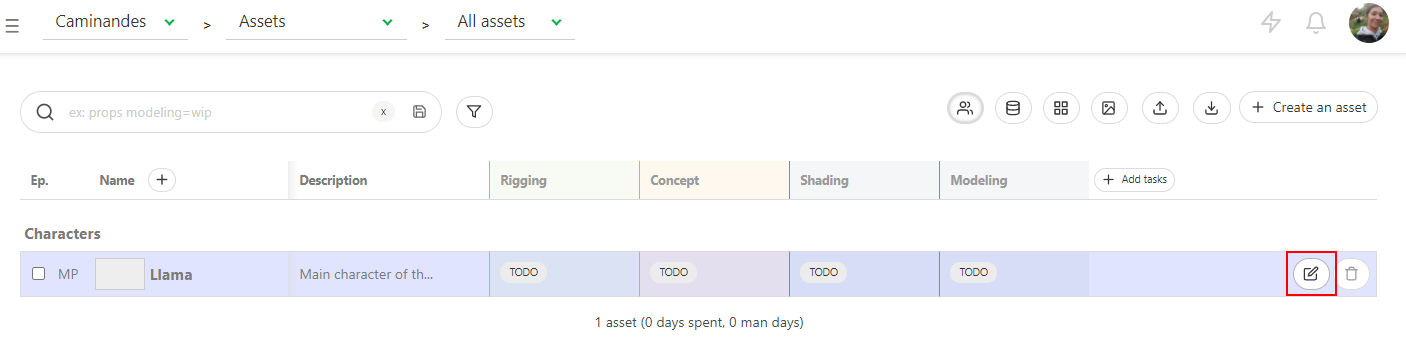 Caminandes > Assets > All assets
ex: props modeling=wip x Create an asset
Ep. Name Description Rigging Concept Shading Modeling Add tasks
Characters
MP Llama Main character of th... TODO TODO TODO TODO
1 asset (0 days spent, 0 man days)